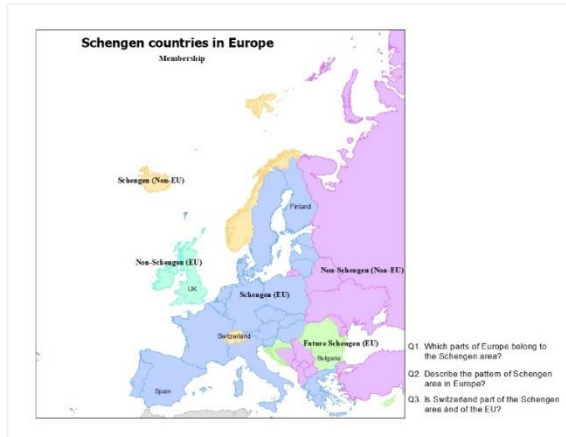 Schengen countries in Europe
Membership
Schengen (Non-EU)
Finland
Non-Schengen (EU)
Non-Schengen (Non-EU)
UK
Schengen (EU)
Switzerland
Future Schengen (EU)
Bulgaria
Spain
Q1. Which parts of Europe belong to
the Schengen area?
Q2. Describe the pattern of Schengen
area in Europe?
Q3. Is Switzerland part of the Schengen
area and of the EU?